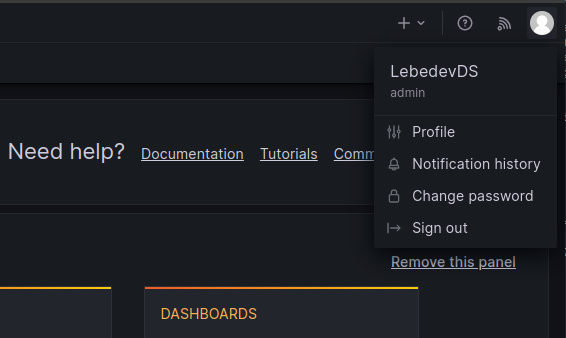 LebedevDS
admin
Need help? Documentation Tutorials Comm
Profile
Notification history
Change password
Sign out
Remove this panel
DASHBOARDS